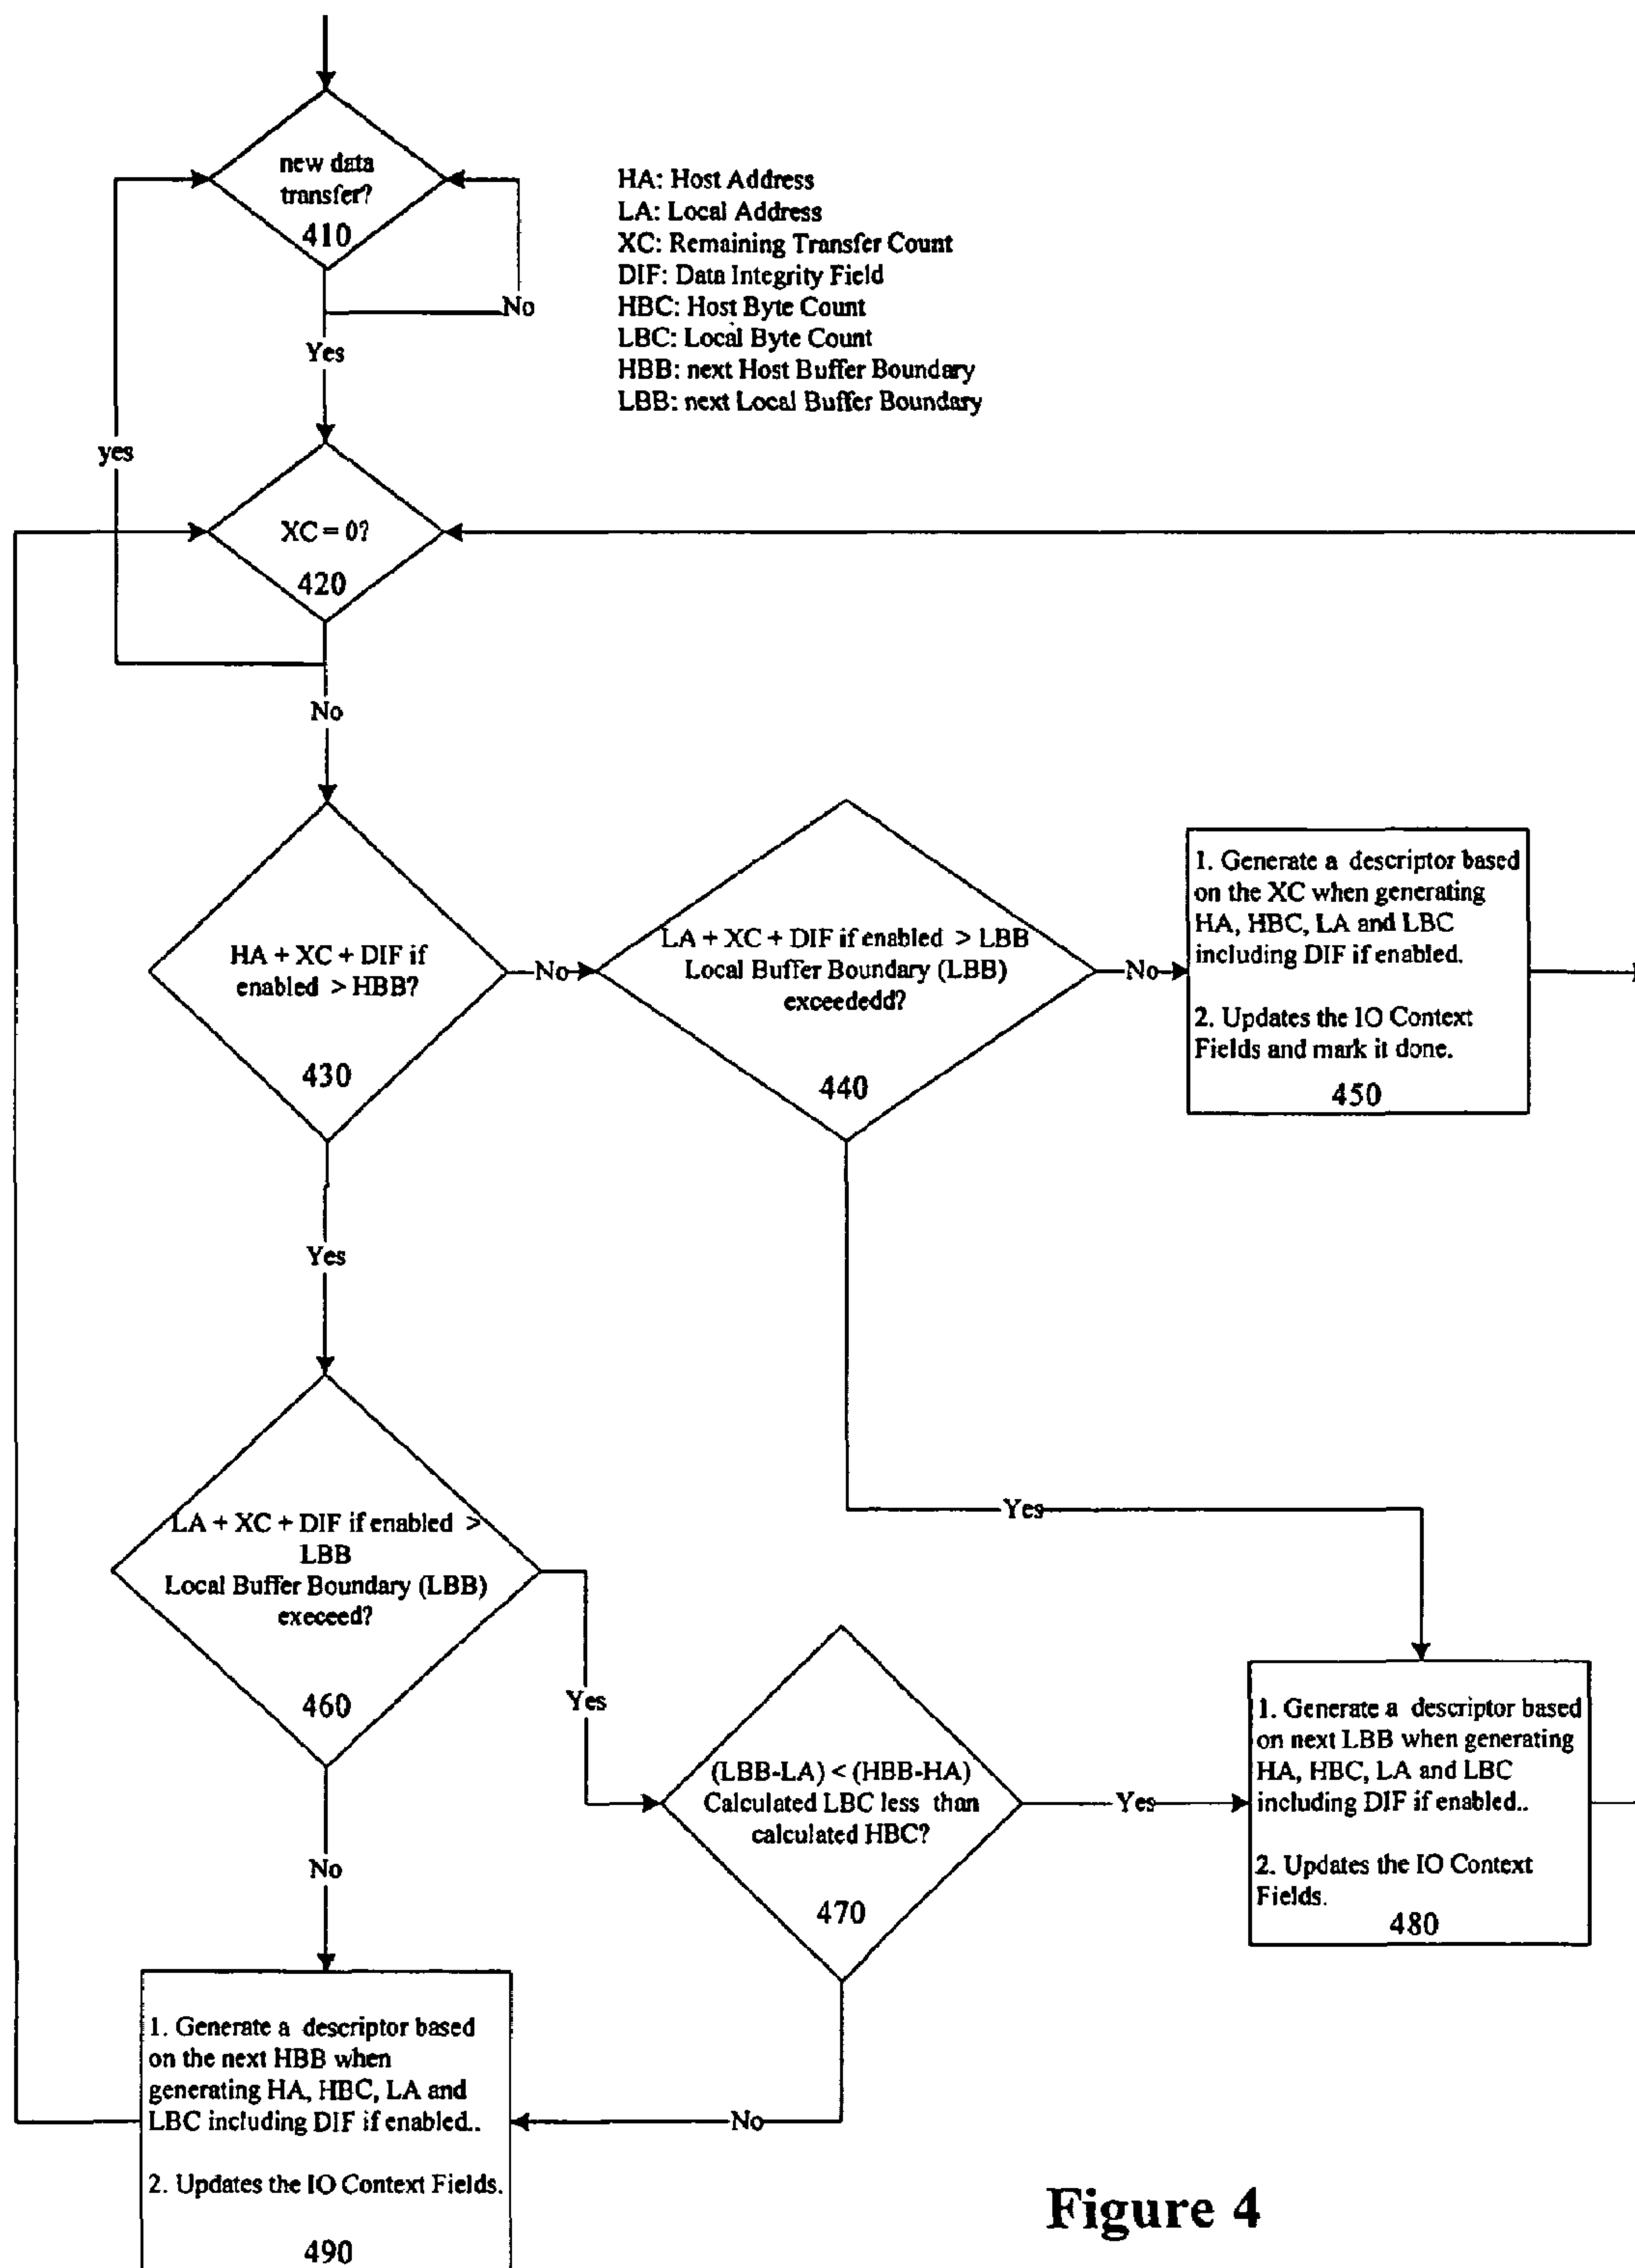 new data
transfer?
410
HA: Host Address
LA: Local Address
XC: Remaining Transfer Count
DIF: Data Integrity Field
HBC: Host Byte Count
LBC: Local Byte Count
HBB: next Host Buffer Boundary
LBB: next Local Buffer Boundary
No
Yes
yes
XC = 0?
420
No
HA + XC + DIF if
enabled > HBB?
430
No
LA + XC + DIF if enabled > LBB
Local Buffer Boundary (LBB)
exceededd?
440
No
1. Generate a descriptor based
on the XC when generating
HA, HBC, LA and LBC
including DIF if enabled.
2. Updates the IO Context
Fields and mark it done.
450
Yes
Yes
LA + XC + DIF if enabled >
LBB
Local Buffer Boundary (LBB)
execeed?
460
Yes
(LBB-LA) < (HBB-HA)
Calculated LBC less than
calculated HBC?
470
Yes
1. Generate a descriptor based
on next LBB when generating
HA, HBC, LA and LBC
including DIF if enabled..
2. Updates the IO Context
Fields.
480
No
1. Generate a descriptor based
on the next HBB when
generating HA, HBC, LA and
LBC including DIF if enabled..
2. Updates the IO Context Fields.
490
No
Figure 4